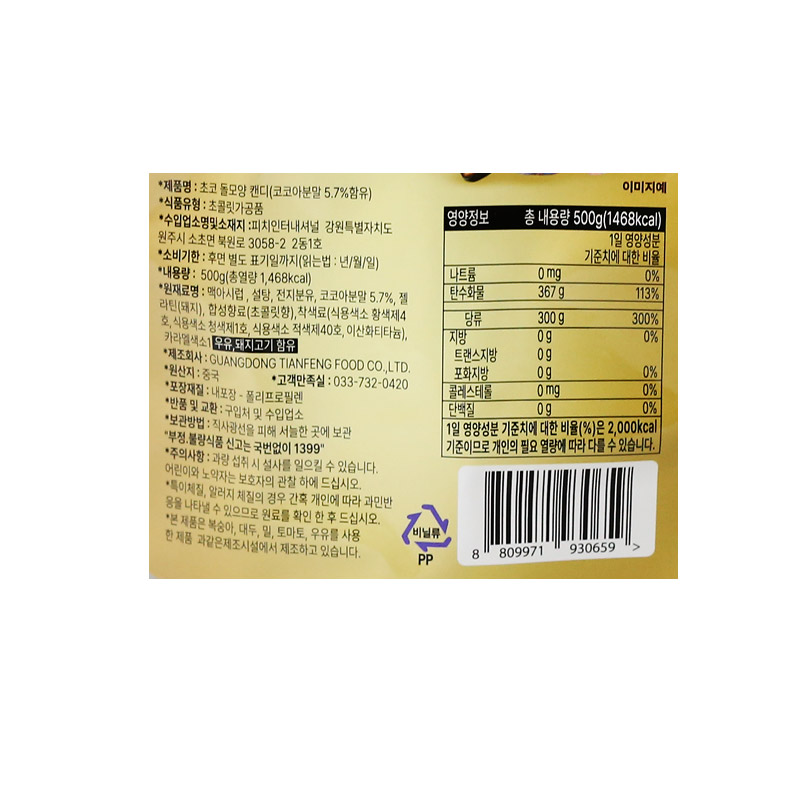 *제품명 : 초코 돌모양 캔디(코코아분말 5.7%함유)
*식품유형 : 초콜릿가공품
*수입업소명및소재지 :피치인터내셔널 강원특별자치도
원주시 소초면 북원로 3058-2 2동1호
*소비기한 : 후면 별도 표기일까지(읽는법 : 년/월/일)
*내용량 : 500g(총열량 1,468kcal)
*원재료명 : 맥아시럽, 설탕, 전지분유, 코코아분말 5.7%, 젤
라틴(돼지), 합성향료(초콜릿향),착색료(식용색소 황색제4
호, 식용색소 청색제1호, 식용색소 적색제40호, 이산화티타늄),
카라멜색소1 우유,돼지고기 함유
*제조회사 : GUANGDONG TIANFENG FOOD CO.,LTD.
*원산지 : 중국 *고객만족실 : 033-732-0420
*포장재질 : 내포장 - 폴리프로필렌
*반품 및 교환 : 구입처 및 수입업소
*보관방법 : 직사광선을 피해 서늘한 곳에 보관
"부정.불량식품 신고는 국번없이 1399"
*주의사항 : 과량 섭취 시 설사를 일으킬 수 있습니다.
어린이와 노약자는 보호자의 관찰 하에 드십시오.
*특이체질, 알러지 체질의 경우 간혹 개인에 따라 과민반
응을 나타낼 수 있으므로 원료를 확인 한 후 드십시오.
*본 제품은 복숭아, 대두, 밀, 토마토, 우유를 사용
한 제품 과같은제조시설에서 제조하고 있습니다.
이미지예
영양정보 총 내용량 500g(1468kcal)
1일 영양성분
기준치에 대한 비율
나트륨 0 mg 0%
탄수화물 367 g 113%
당류 300 g 300%
지방 0 g 0%
트랜스지방 0 g
포화지방 0 g 0%
콜레스테롤 0 mg 0%
단백질 0 g 0%
1일 영양성분 기준치에 대한 비율(%)은 2,000kcal
기준이므로 개인의 필요 열량에 따라 다를 수 있습니다.
비닐류
PP
8 809971 930659 >